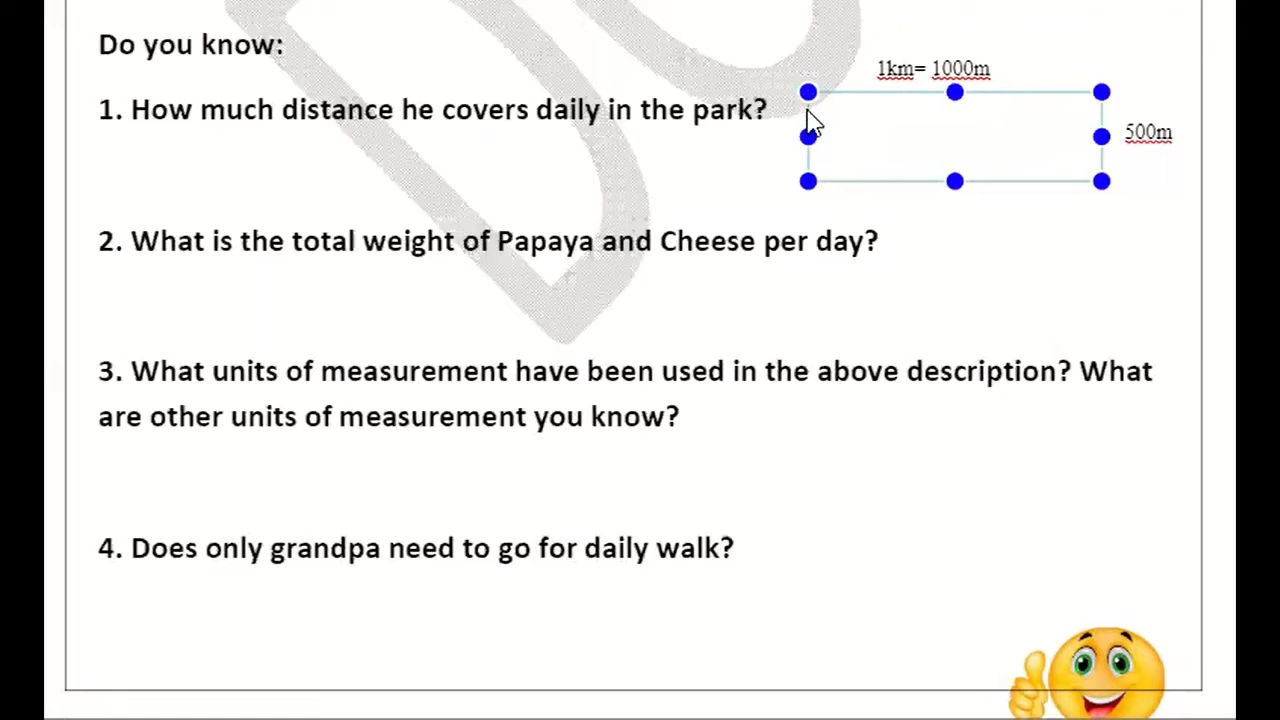 Do you know:
1km= 1000m
1. How much distance he covers daily in the park?
500m
2. What is the total weight of Papaya and Cheese per day?
3. What units of measurement have been used in the above description? What
are other units of measurement you know?
4. Does only grandpa need to go for daily walk?